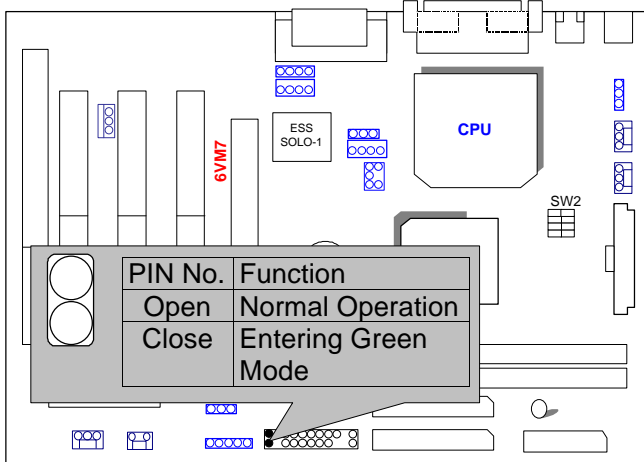 ESS
SOLO-1
CPU
6VM7
SW2
PIN No. Function
Open Normal Operation
Close Entering Green
Mode